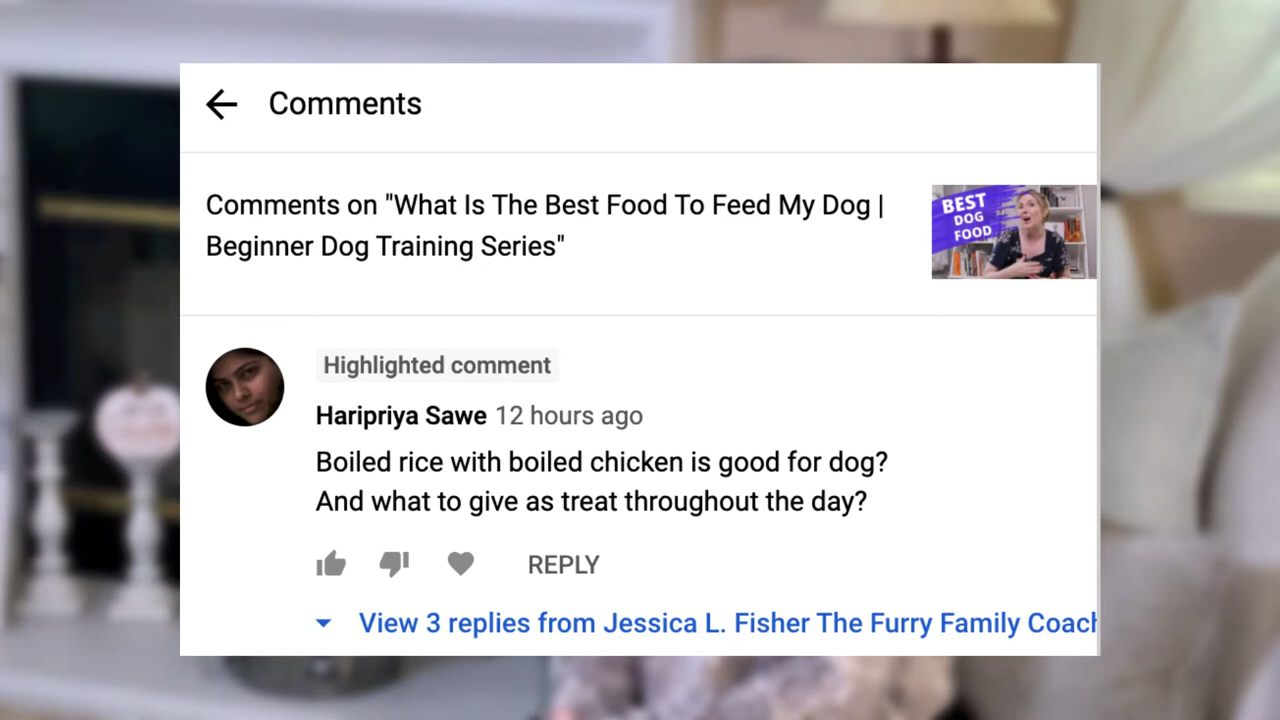 Comments
Comments on "What Is The Best Food To Feed My Dog |
Beginner Dog Training Series"
BEST
DOG
FOOD
Highlighted comment
Haripriya Sawe 12 hours ago
Boiled rice with boiled chicken is good for dog?
And what to give as treat throughout the day?
REPLY
View 3 replies from Jessica L. Fisher The Furry Family Coach